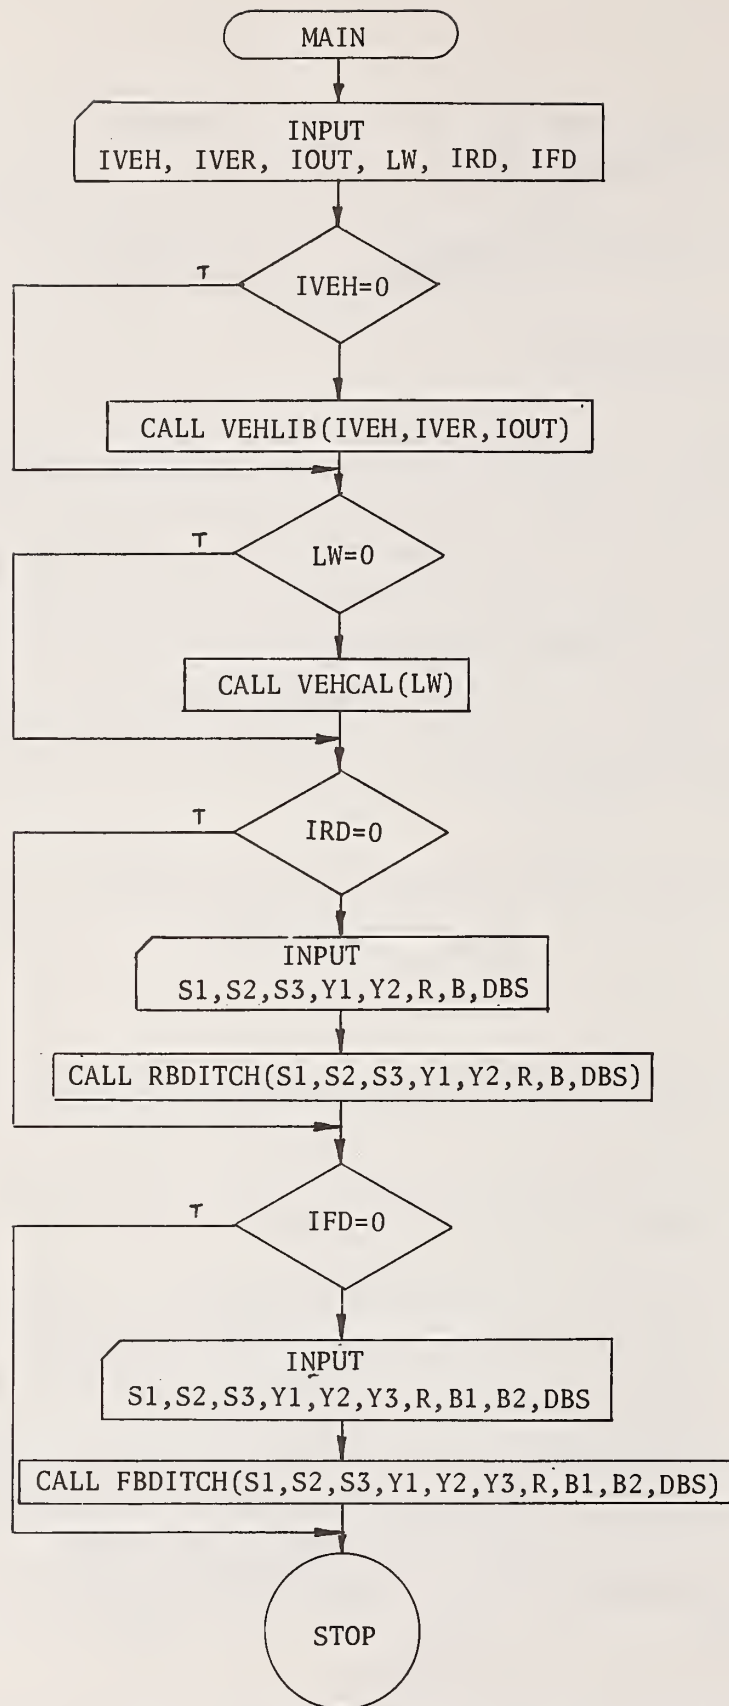 MAIN
INPUT
IVEH, IVER, IOUT, LW, IRD, IFD
T
IVEH=0
CALL VEHLIB(IVEH,IVER,IOUT)
T
LW=0
CALL VEHCAL(LW)
T
IRD=0
INPUT
S1,S2,S3,Y1,Y2,R,B,DBS
CALL RBDITCH(S1,S2,S3,Y1,Y2,R,B,DBS)
T
IFD=0
INPUT
S1,S2,S3,Y1,Y2,Y3,R,B1,B2,DBS
CALL FBDITCH(S1,S2,S3,Y1,Y2,Y3,R,B1,B2,DBS)
STOP